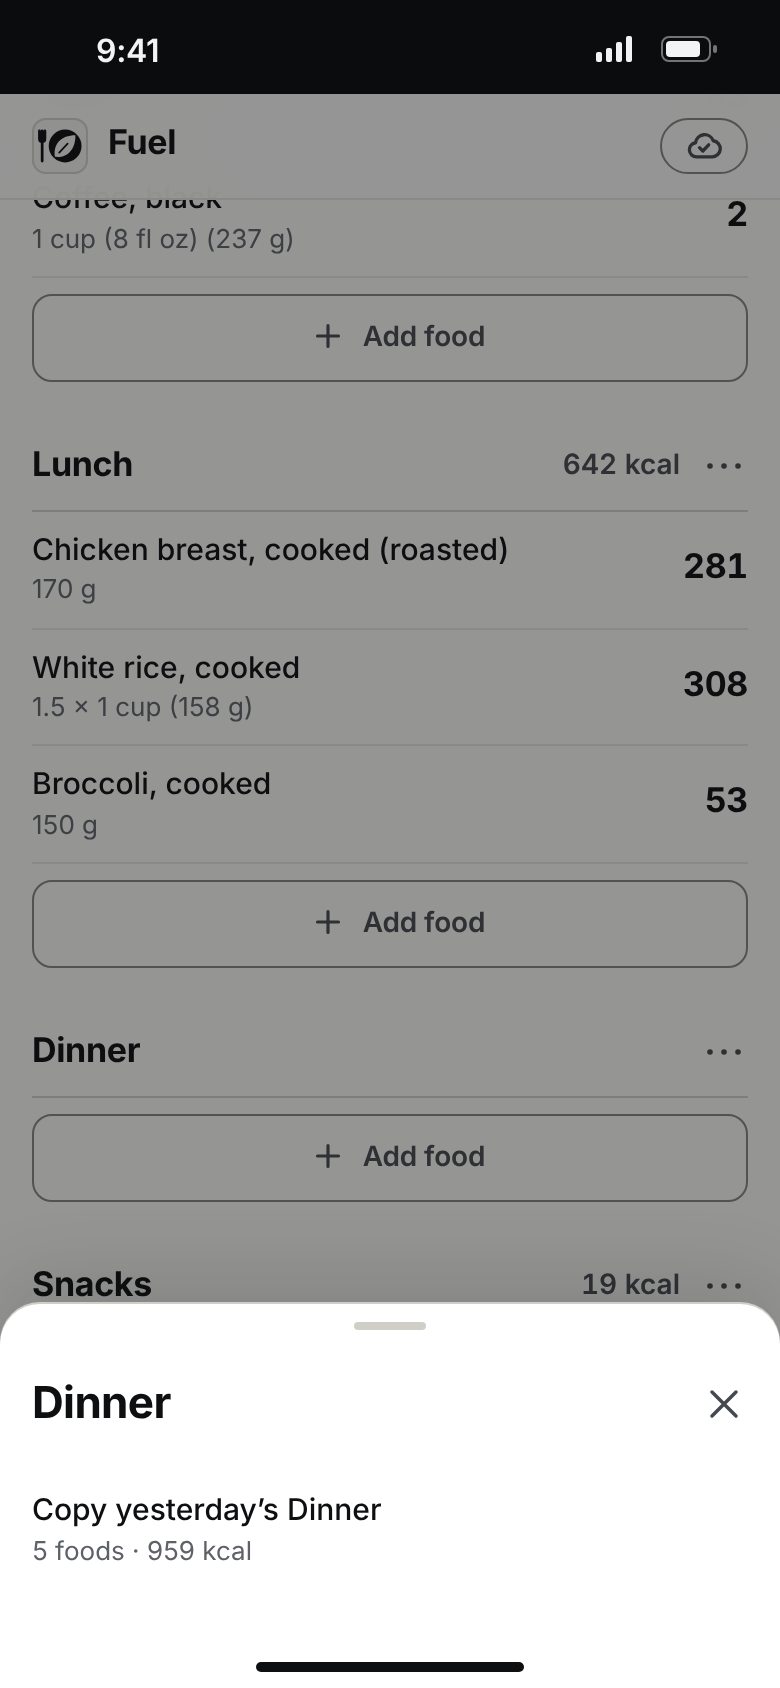 9:41
Fuel
Coffee, black
2
1 cup (8 fl oz) (237 g)
Add food
Lunch
642 kcal
Chicken breast, cooked (roasted)
281
170 g
White rice, cooked
308
1.5 × 1 cup (158 g)
Broccoli, cooked
53
150 g
Add food
Dinner
Add food
Snacks
19 kcal
Dinner
Copy yesterday’s Dinner
5 foods · 959 kcal